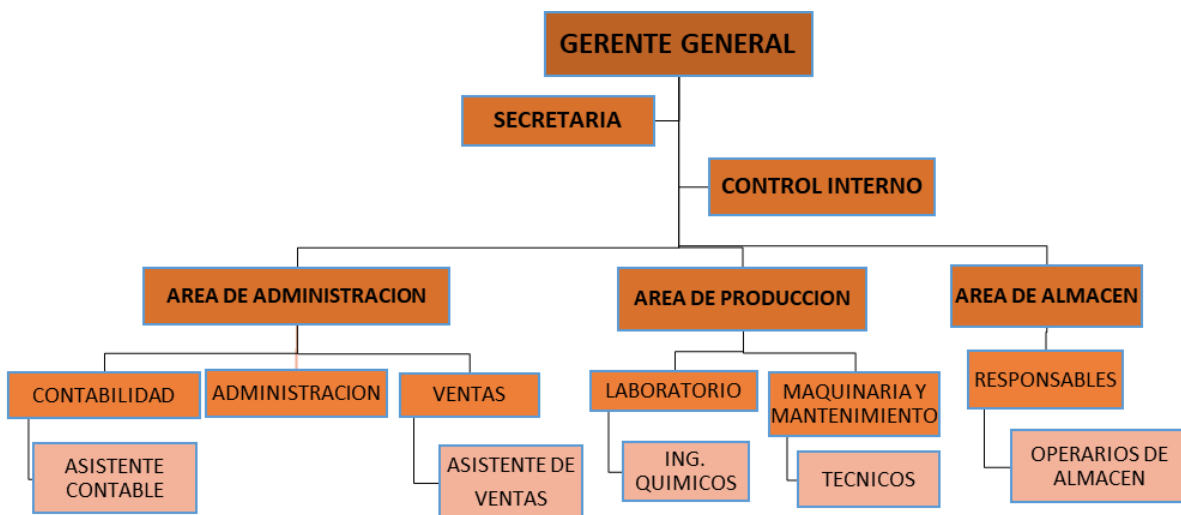 GERENTE GENERAL
SECRETARIA
CONTROL INTERNO
AREA DE ADMINISTRACION
AREA DE PRODUCCION
AREA DE ALMACEN
CONTABILIDAD
ADMINISTRACION
VENTAS
LABORATORIO
MAQUINARIA Y
MANTENIMIENTO
RESPONSABLES
ASISTENTE
CONTABLE
ASISTENTE DE
VENTAS
ING.
QUIMICOS
TECNICOS
OPERARIOS DE
ALMACEN